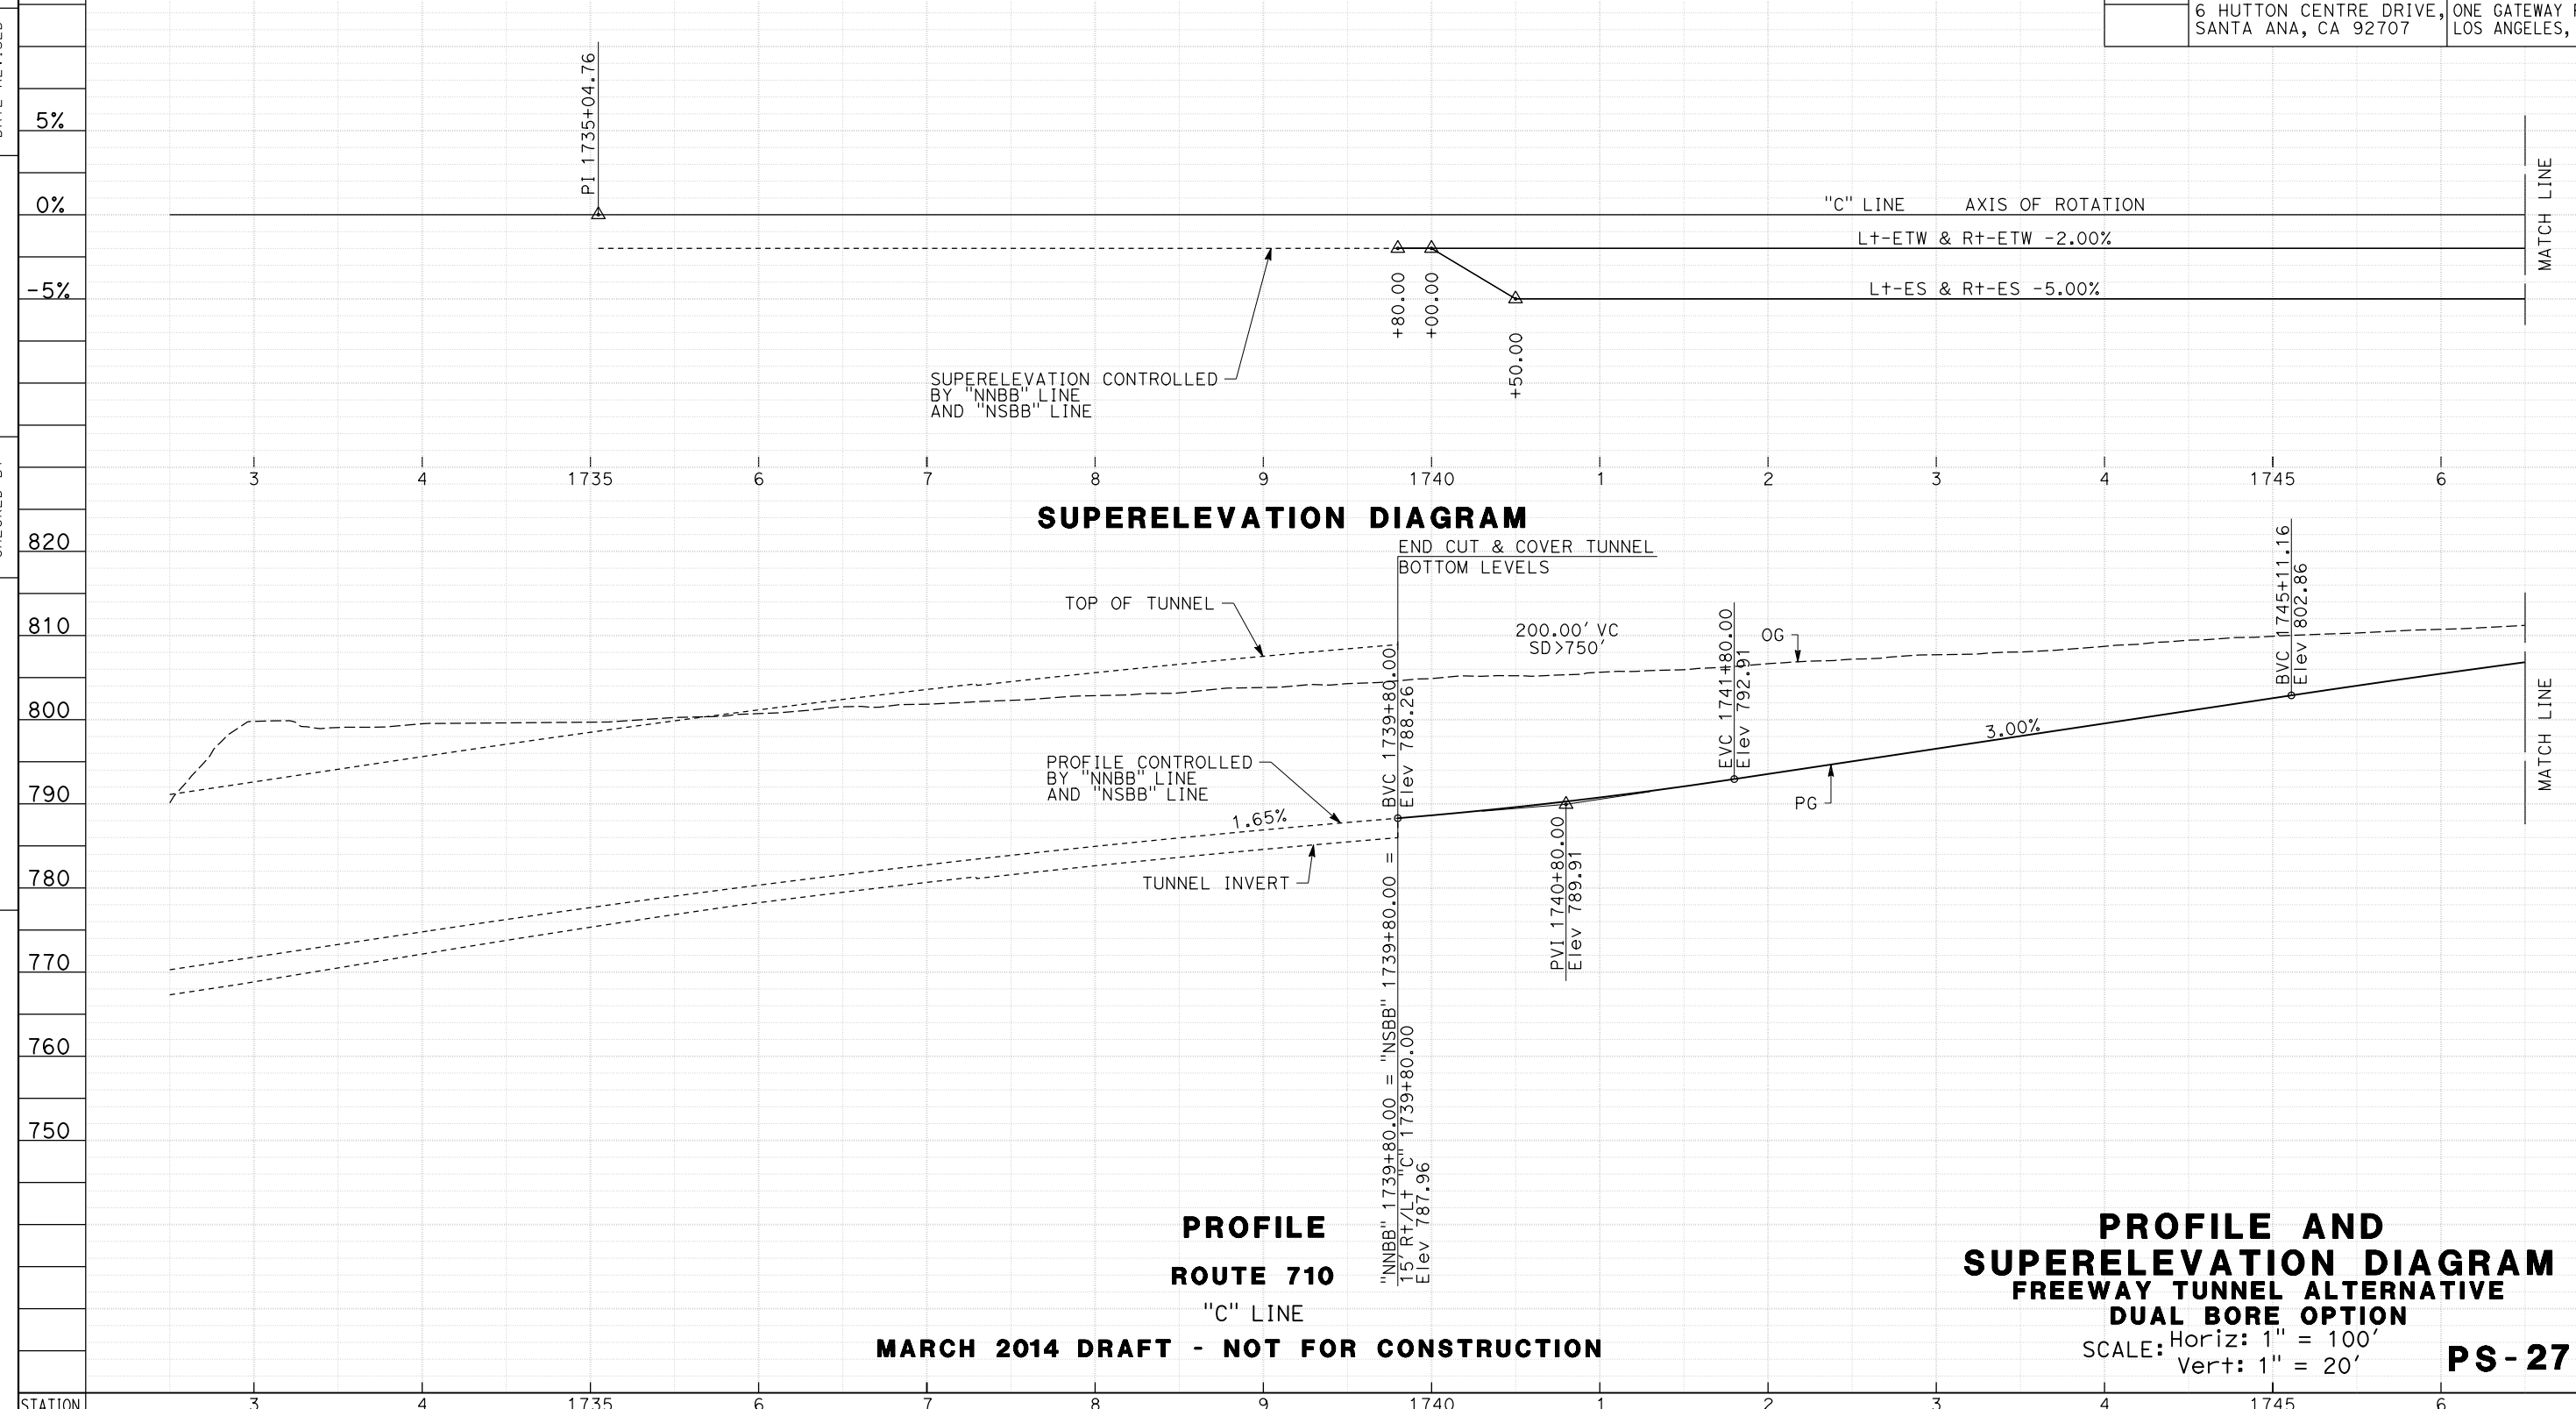 6 HUTTON CENTRE DRIVE,
SANTA ANA, CA 92707
ONE GATEWAY
LOS ANGELES,
5%
0%
-5%
PI 1735+04.76
"C" LINE AXIS OF ROTATION
Lt-ETW & Rt-ETW -2.00%
Lt-ES & Rt-ES -5.00%
MATCH LINE
+80.00
+00.00
+50.00
SUPERELEVATION CONTROLLED
BY "NNBB" LINE
AND "NSBB" LINE
3 4 1735 6 7 8 9 1740 1 2 3 4 1745 6
SUPERELEVATION DIAGRAM
820
810
800
790
780
770
760
750
END CUT & COVER TUNNEL
BOTTOM LEVELS
TOP OF TUNNEL
200.00' VC
SD>750'
OG
BVC 1739+80.00
Elev 788.26
EVC 1741+80.00
Elev 792.91
BVC 1745+11.16
Elev 802.86
3.00%
MATCH LINE
PROFILE CONTROLLED
BY "NNBB" LINE
AND "NSBB" LINE
1.65%
PG
TUNNEL INVERT
PVI 1740+80.00
Elev 789.91
"NNBB" 1739+80.00 = "NSBB" 1739+80.00 =
15' Rt/Lt "C" 1739+80.00
Elev 787.96
PROFILE
ROUTE 710
"C" LINE
MARCH 2014 DRAFT - NOT FOR CONSTRUCTION
PROFILE AND
SUPERELEVATION DIAGRAM
FREEWAY TUNNEL ALTERNATIVE
DUAL BORE OPTION
SCALE: Horiz: 1" = 100'
Vert: 1" = 20'
PS-27
STATION 3 4 1735 6 7 8 9 1740 1 2 3 4 1745 6